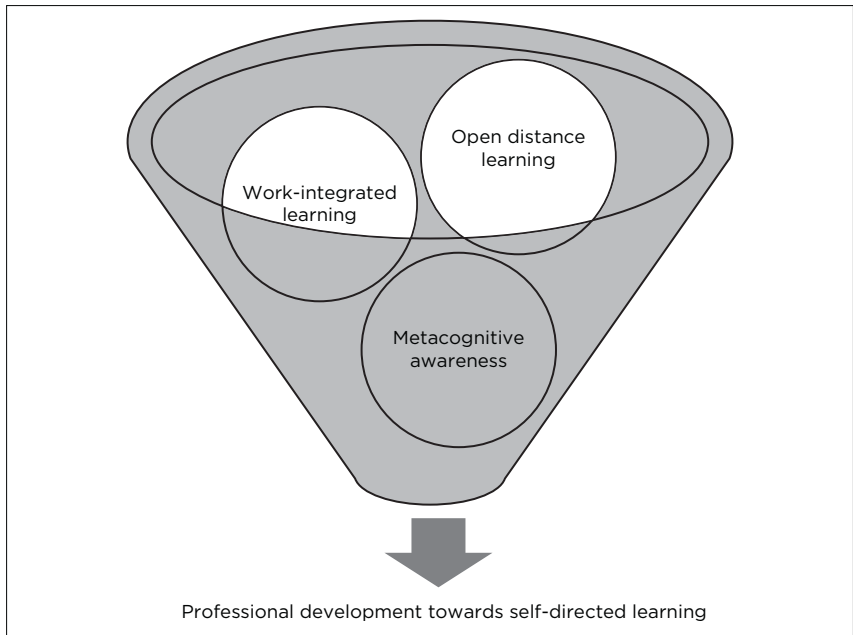 Open distance
learning
Work-integrated
learning
Metacognitive
awareness
Professional development towards self-directed learning